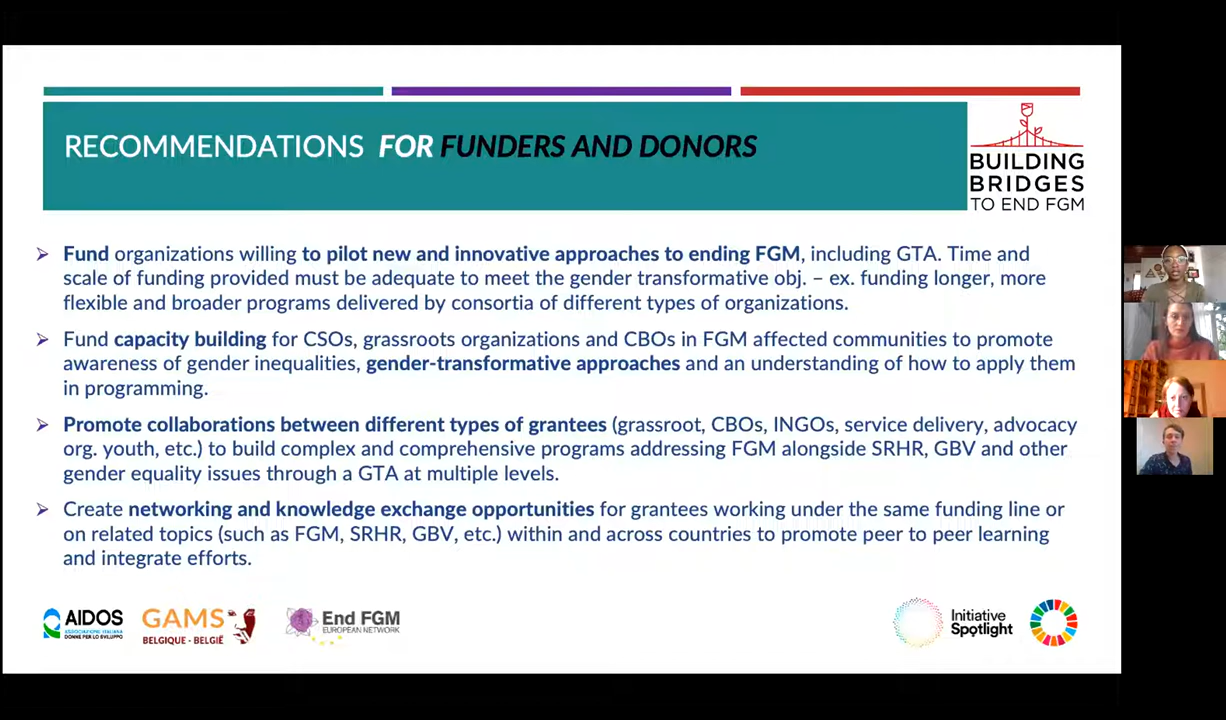 RECOMMENDATIONS FOR FUNDERS AND DONORS
BUILDING
BRIDGES
TO END FGM
Fund organizations willing to pilot new and innovative approaches to ending FGM, including GTA. Time and
scale of funding provided must be adequate to meet the gender transformative obj. – ex. funding longer, more
flexible and broader programs delivered by consortia of different types of organizations.
Fund capacity building for CSOs, grassroots organizations and CBOs in FGM affected communities to promote
awareness of gender inequalities, gender-transformative approaches and an understanding of how to apply them
in programming.
Promote collaborations between different types of grantees (grassroot, CBOs, INGOs, service delivery, advocacy
org. youth, etc.) to build complex and comprehensive programs addressing FGM alongside SRHR, GBV and other
gender equality issues through a GTA at multiple levels.
Create networking and knowledge exchange opportunities for grantees working under the same funding line or
on related topics (such as FGM, SRHR, GBV, etc.) within and across countries to promote peer to peer learning
and integrate efforts.
AIDOS
ASSOCIAZIONE ITALIANA
DONNE PER LO SVILUPPO
GAMS
BELGIQUE - BELGIË
End FGM
EUROPEAN NETWORK
Initiative
Spotlight